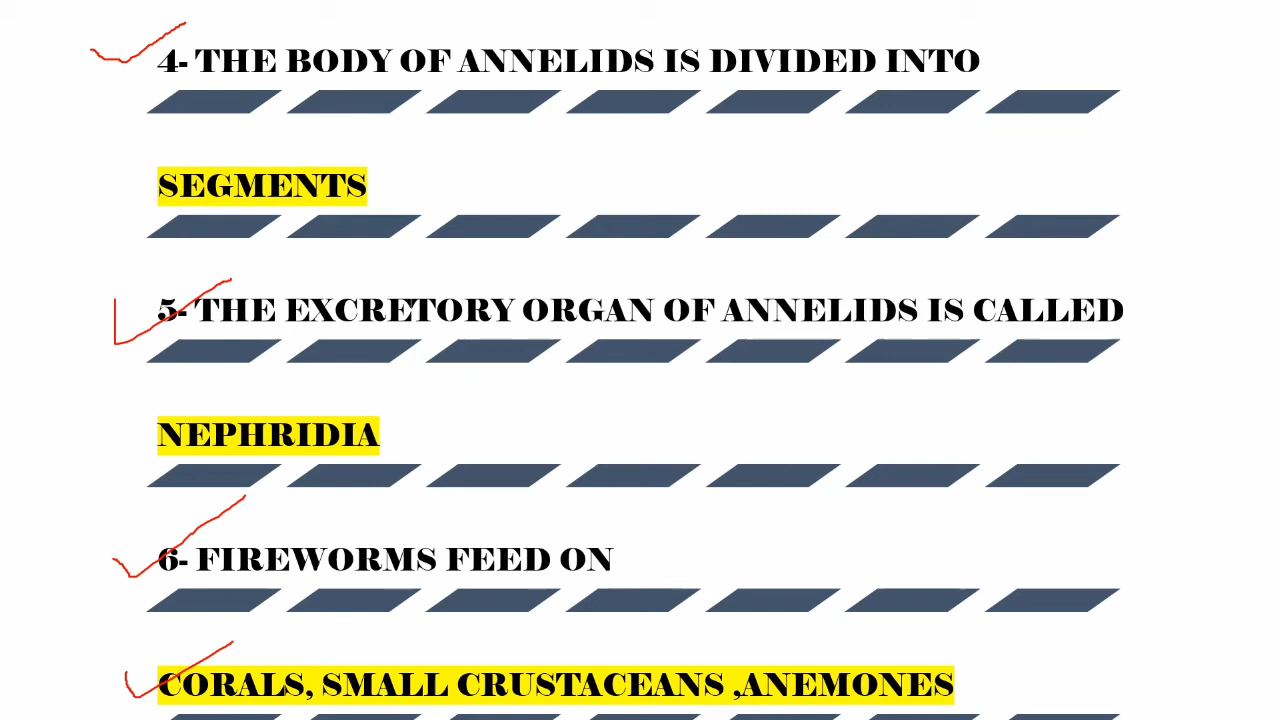 4- THE BODY OF ANNELIDS IS DIVIDED INTO
SEGMENTS
5- THE EXCRETORY ORGAN OF ANNELIDS IS CALLED
NEPHRIDIA
6- FIREWORMS FEED ON
CORALS, SMALL CRUSTACEANS ,ANEMONES